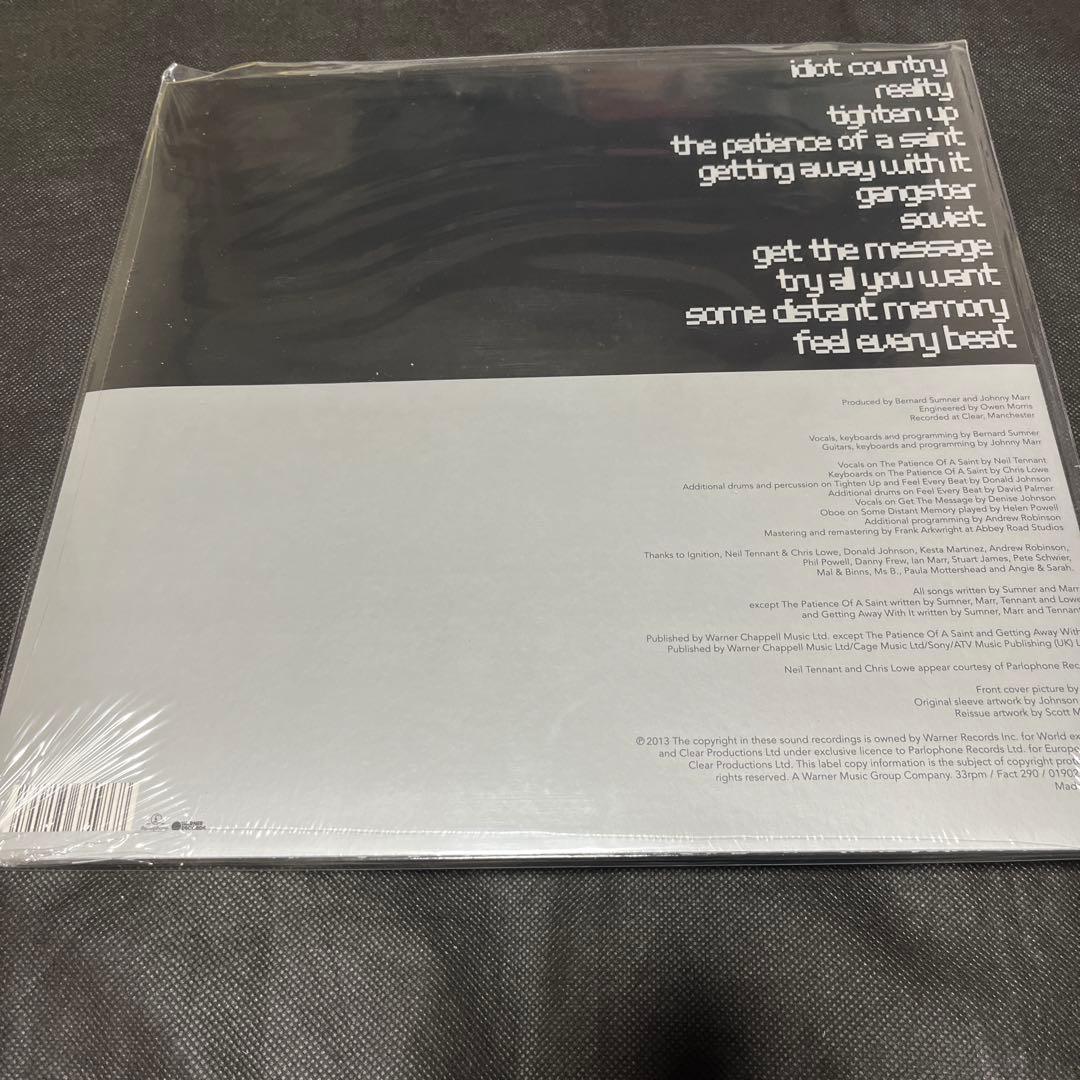 idiot country
reality
tighten up
the patience of a saint
getting away with it
gangster
soviet
get the message
try all you want
some distant memory
feel every beat
Produced by Bernard Sumner and Johnny Marr
Engineered by Owen Morris
Recorded at Clear, Manchester
Vocals, keyboards and programming by Bernard Sumner
Guitars, keyboards and programming by Johnny Marr
Vocals on The Patience Of A Saint by Neil Tennant
Keyboards on The Patience Of A Saint by Chris Lowe
Additional drums and percussion on Tighten Up and Feel Every Beat by Donald Johnson
Additional drums on Feel Every Beat by David Palmer
Vocals on Get The Message by Denise Johnson
Oboe on Some Distant Memory played by Helen Powell
Additional programming by Andrew Robinson
Mastering and remastering by Frank Arkwright at Abbey Road Studios
Thanks to Ignition, Neil Tennant & Chris Lowe, Donald Johnson, Kesta Martinez, Andrew Robinson,
Phil Powell, Danny Frew, Ian Marr, Stuart James, Pete Schwier,
Mal & Binns, Ms B., Paula Mottershead and Angie & Sarah.
All songs written by Sumner and Marr
except The Patience Of A Saint written by Sumner, Marr, Tennant and Lowe
and Getting Away With It written by Sumner, Marr and Tennant
Published by Warner Chappell Music Ltd. except The Patience Of A Saint and Getting Away With
Published by Warner Chappell Music Ltd/Cage Music Ltd/Sony/ATV Music Publishing (UK) L
Neil Tennant and Chris Lowe appear courtesy of Parlophone Rec
Front cover picture by
Original sleeve artwork by Johnson
Reissue artwork by Scott M
℗ 2013 The copyright in these sound recordings is owned by Warner Records Inc. for World ex
and Clear Productions Ltd under exclusive licence to Parlophone Records Ltd. for Europe
Clear Productions Ltd. This label copy information is the subject of copyright prot
rights reserved. A Warner Music Group Company. 33rpm / Fact 290 / 0190
Mad